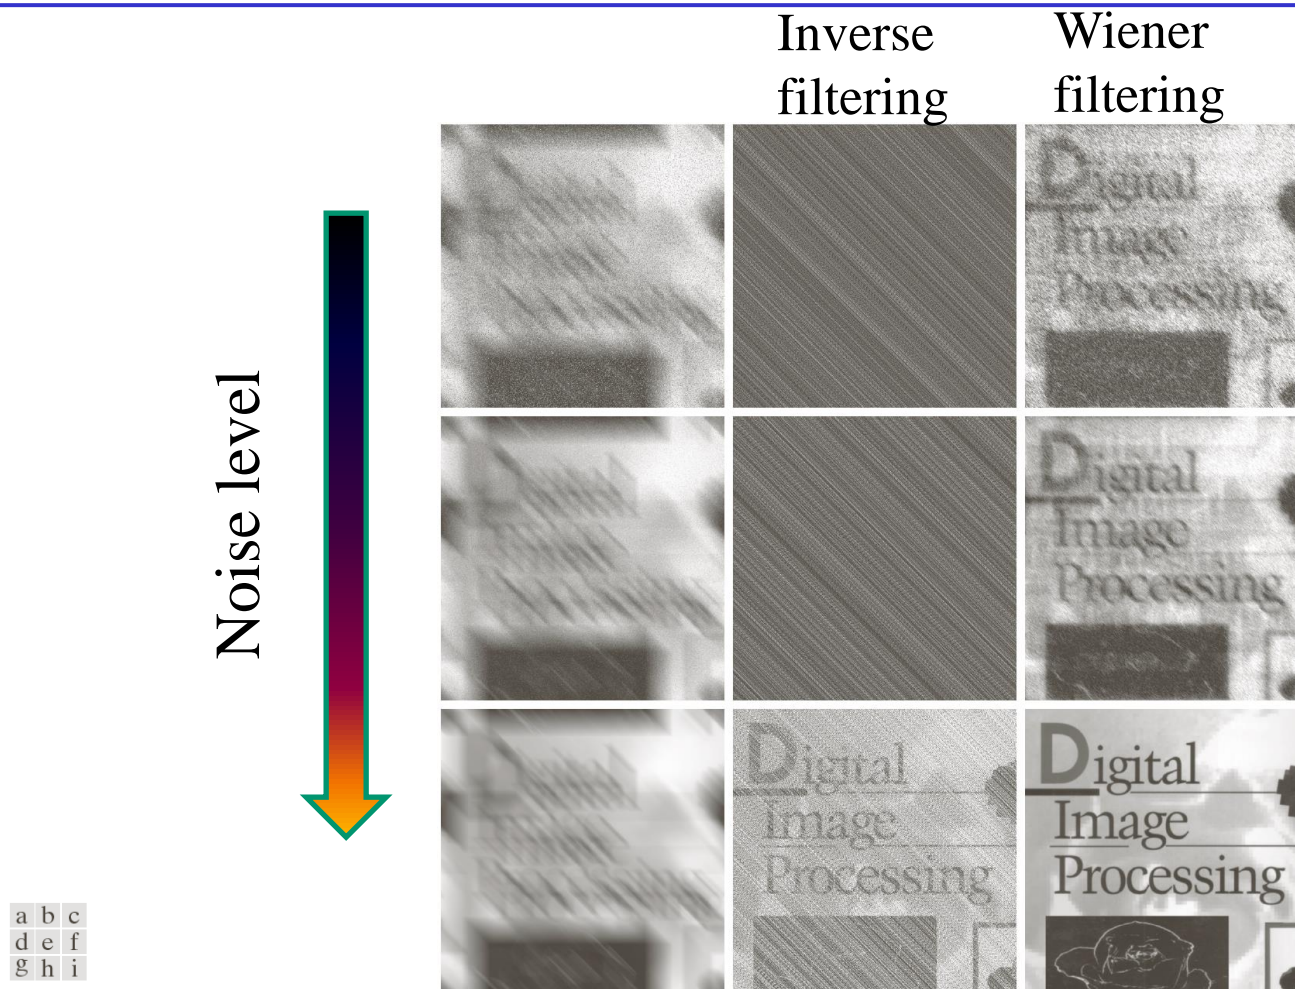 Inverse
filtering
Wiener
filtering
Noise level
Digital
Image
Processing
Digital
Image
Processing
Digital
Image
Processing
Digital
Image
Processing
a b c
d e f
g h i